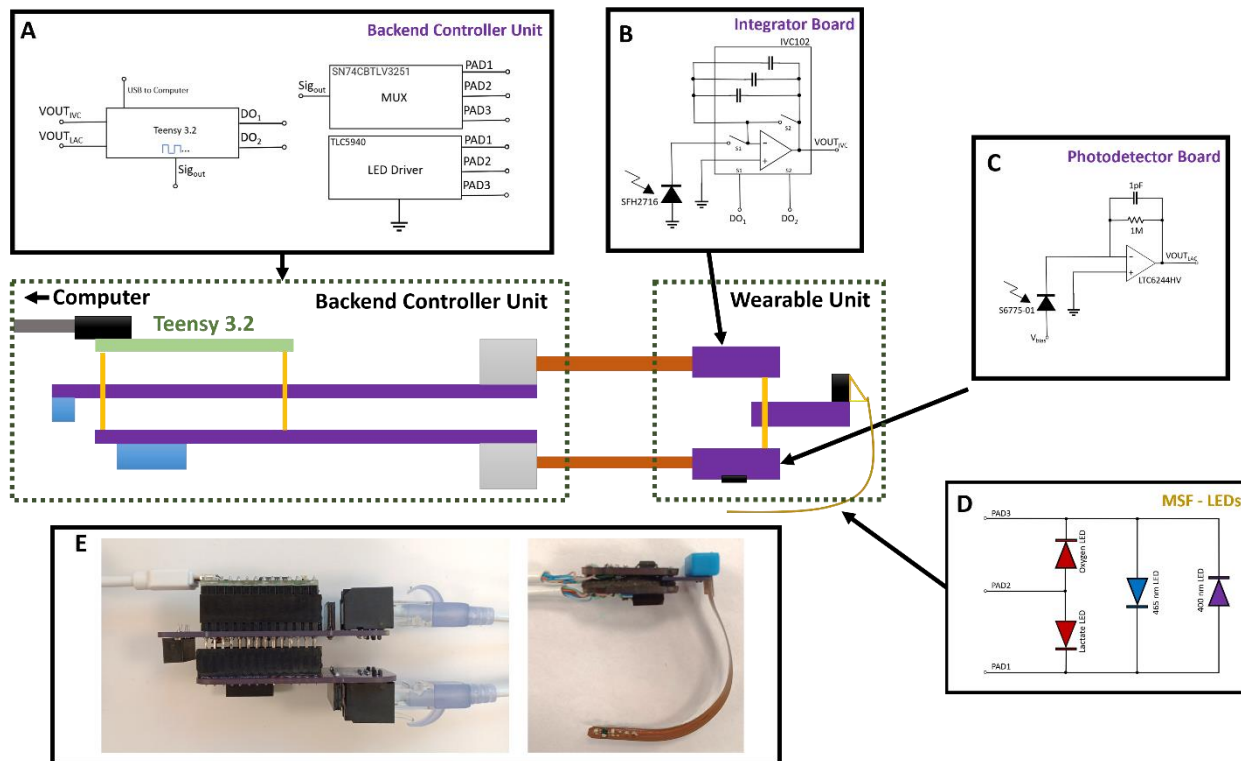 A
Backend Controller Unit
USB to Computer
VOUT_IVC
VOUT_LAC
Teensy 3.2
...
DO₁
DO₂
Sig_out
Sig_out
SN74CBTLV3251
MUX
PAD1
PAD2
PAD3
TLC5940
LED Driver
PAD1
PAD2
PAD3
B
Integrator Board
IVC102
S2
S1
VOUT_IVC
SFH2716
S1
S2
DO₁
DO₂
C
Photodetector Board
1pF
1M
VOUT_LAC
LTC6244HV
S6775-01
V_bias
Computer
Backend Controller Unit
Wearable Unit
Teensy 3.2
D
MSF - LEDs
PAD3
PAD2
PAD1
Oxygen LED
Lactate LED
465 nm LED
400 nm LED
E